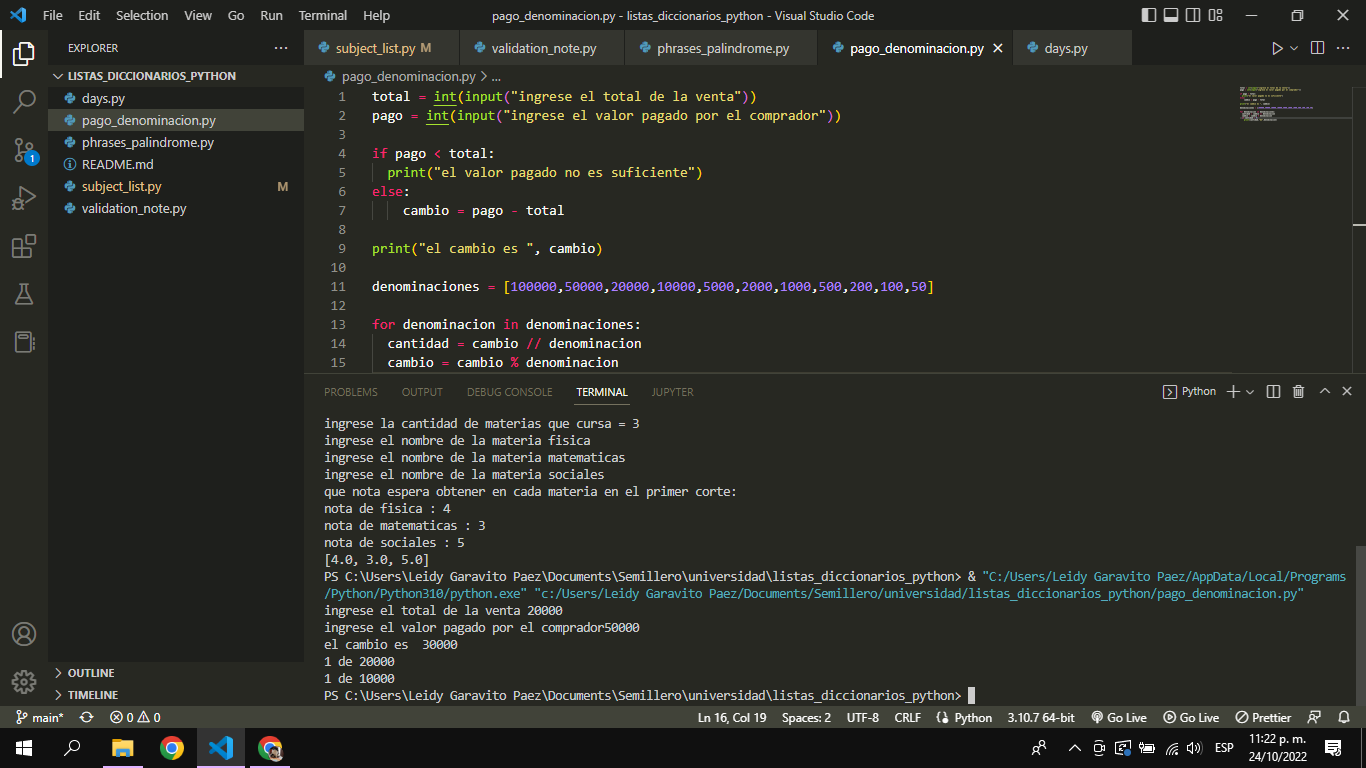 File Edit Selection View Go Run Terminal Help
pago_denominacion.py - listas_diccionarios_python - Visual Studio Code
EXPLORER
LISTAS_DICCIONARIOS_PYTHON
days.py
pago_denominacion.py
phrases_palindrome.py
README.md
subject_list.py M
validation_note.py
OUTLINE
TIMELINE
1
subject_list.py M
validation_note.py
phrases_palindrome.py
pago_denominacion.py
days.py
pago_denominacion.py > ...
1 total = int(input("ingrese el total de la venta"))
2 pago = int(input("ingrese el valor pagado por el comprador"))
3
4 if pago < total:
5 print("el valor pagado no es suficiente")
6 else:
7 cambio = pago - total
8
9 print("el cambio es ", cambio)
10
11 denominaciones = [100000,50000,20000,10000,5000,2000,1000,500,200,100,50]
12
13 for denominacion in denominaciones:
14 cantidad = cambio // denominacion
15 cambio = cambio % denominacion
PROBLEMS OUTPUT DEBUG CONSOLE TERMINAL JUPYTER
Python
ingrese la cantidad de materias que cursa = 3
ingrese el nombre de la materia fisica
ingrese el nombre de la materia matematicas
ingrese el nombre de la materia sociales
que nota espera obtener en cada materia en el primer corte:
nota de fisica : 4
nota de matematicas : 3
nota de sociales : 5
[4.0, 3.0, 5.0]
PS C:\Users\Leidy Garavito Paez\Documents\Semillero\universidad\listas_diccionarios_python> & "C:/Users/Leidy Garavito Paez/AppData/Local/Programs
/Python/Python310/python.exe" "c:/Users/Leidy Garavito Paez/Documents/Semillero/universidad/listas_diccionarios_python/pago_denominacion.py"
ingrese el total de la venta 20000
ingrese el valor pagado por el comprador50000
el cambio es  30000
1 de 20000
1 de 10000
PS C:\Users\Leidy Garavito Paez\Documents\Semillero\universidad\listas_diccionarios_python>
main* 0 0 Ln 16, Col 19 Spaces: 2 UTF-8 CRLF Python 3.10.7 64-bit Go Live Go Live Prettier
ESP
11:22 p. m.
24/10/2022